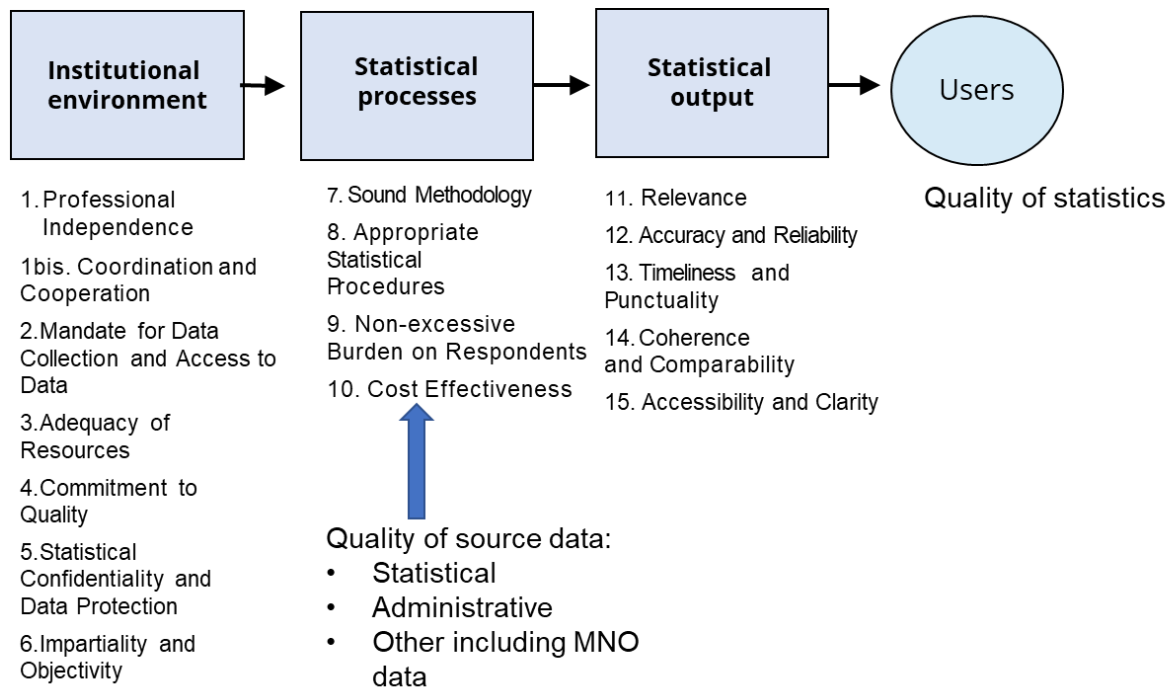 Institutional
environment
1. Professional
Independence
1bis. Coordination and
Cooperation
2.Mandate for Data
Collection and Access to
Data
3.Adequacy of
Resources
4.Commitment to
Quality
5.Statistical
Confidentiality and
Data Protection
6.Impartiality and
Objectivity
Statistical
processes
7. Sound Methodology
8. Appropriate
Statistical
Procedures
9. Non-excessive
Burden on Respondents
10. Cost Effectiveness
Quality of source data:
• Statistical
• Administrative
• Other including MNO
data
Statistical
output
11. Relevance
12. Accuracy and Reliability
13. Timeliness and
Punctuality
14. Coherence
and Comparability
15. Accessibility and Clarity
Users
Quality of statistics